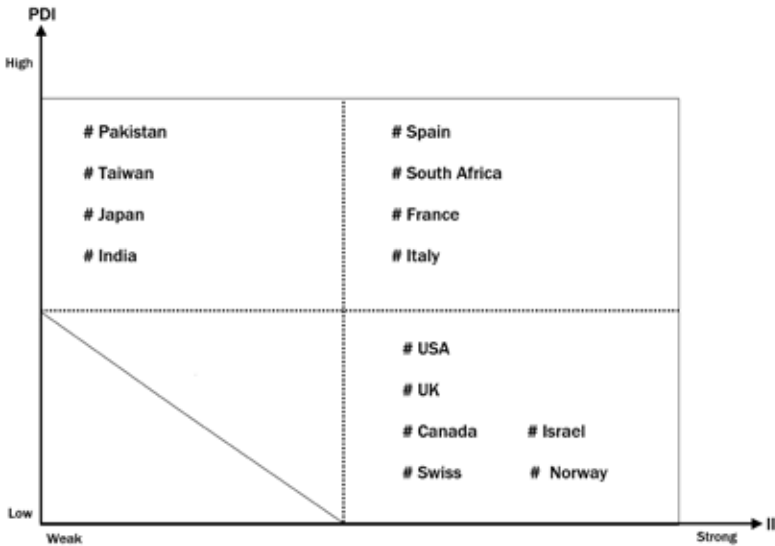 PDI
High
# Pakistan
# Spain
# Taiwan
# South Africa
# Japan
# France
# India
# Italy
# USA
# UK
# Canada # Israel
# Swiss # Norway
Low
II
Weak
Strong